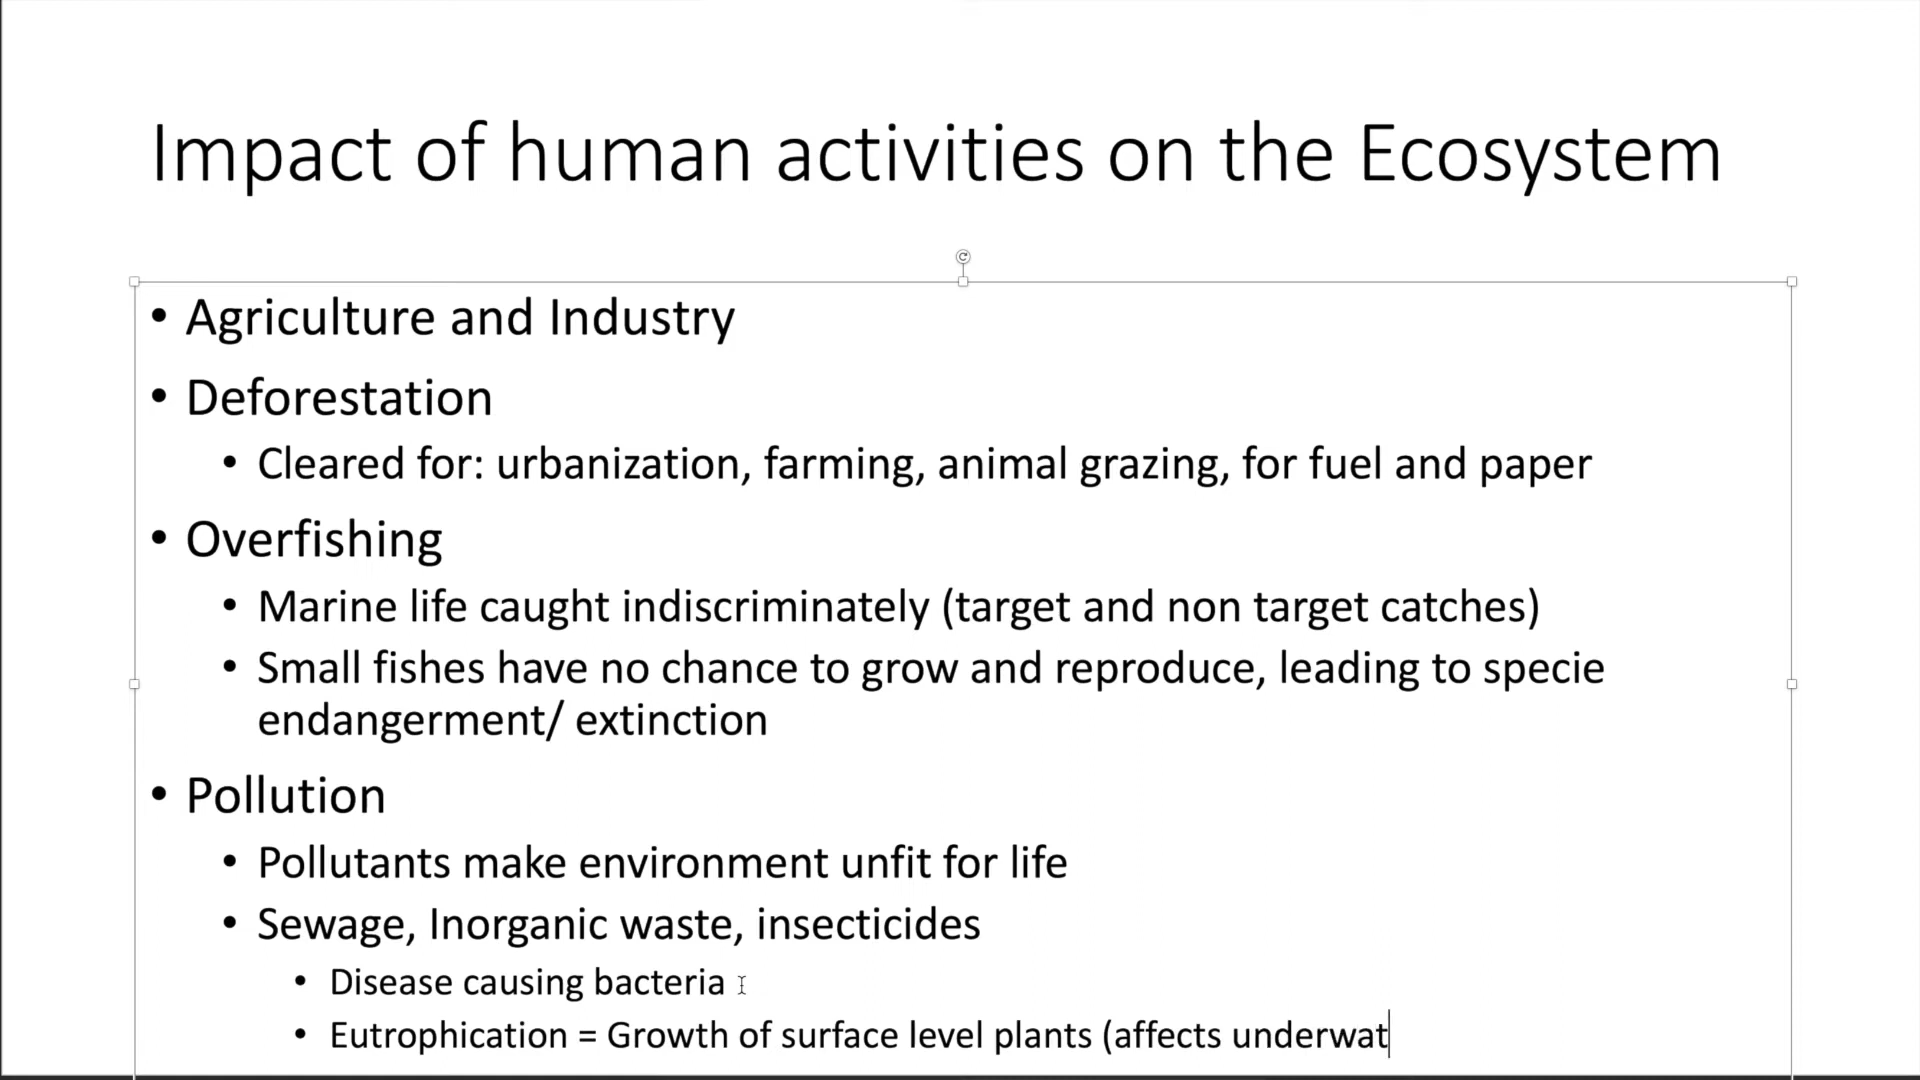 Impact of human activities on the Ecosystem
• Agriculture and Industry
• Deforestation
• Cleared for: urbanization, farming, animal grazing, for fuel and paper
• Overfishing
• Marine life caught indiscriminately (target and non target catches)
• Small fishes have no chance to grow and reproduce, leading to specie
endangerment/ extinction
• Pollution
• Pollutants make environment unfit for life
• Sewage, Inorganic waste, insecticides
• Disease causing bacteria
• Eutrophication = Growth of surface level plants (affects underwat